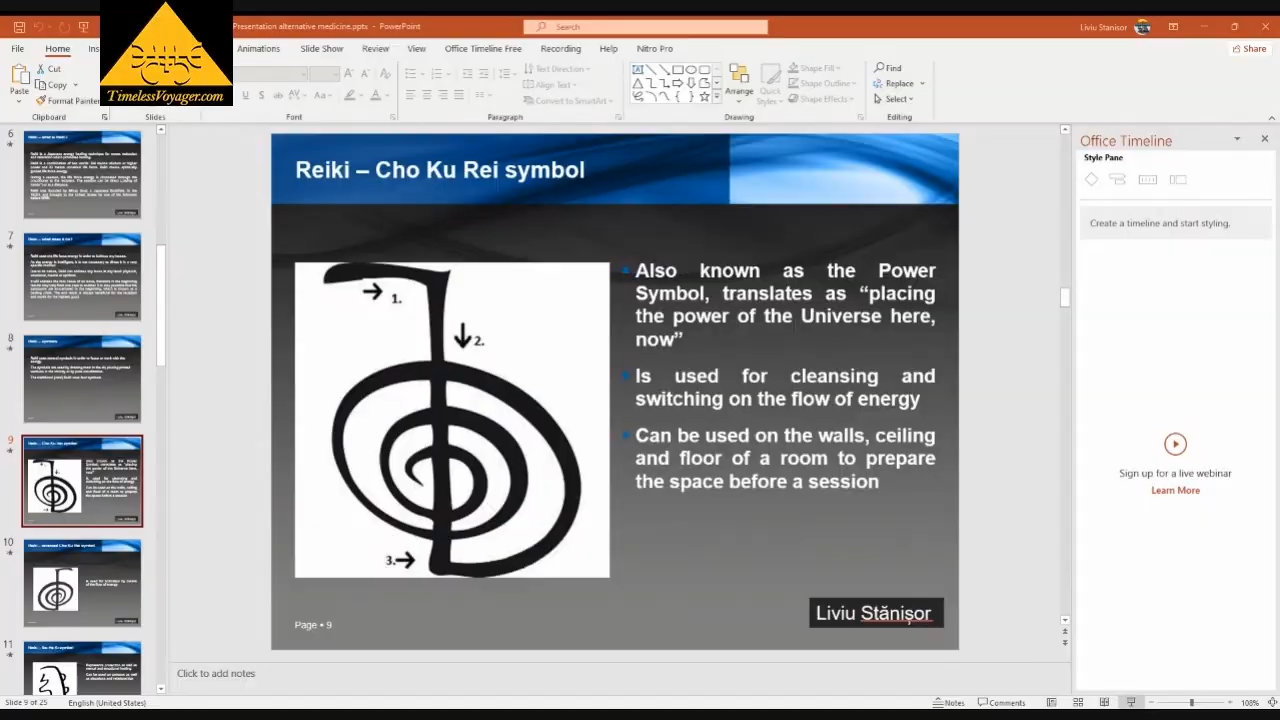 Presentation alternative medicine.pptx - PowerPoint
Search
Liviu Stanisor
File Home Ins Animations Slide Show Review View Office Timeline Free Recording Help Nitro Pro
Share
TimelessVoyager.com
Paste
Cut
Copy
Format Painter
Clipboard
Slides
Font
Text Direction
Align Text
Convert to SmartArt
Paragraph
Arrange
Quick
Styles
Shape Fill
Shape Outline
Shape Effects
Drawing
Find
Replace
Select
Editing
6
7
8
9
10
11
Reiki – Cho Ku Rei symbol
1.
2.
3.
Also known as the Power
Symbol, translates as “placing
the power of the Universe here,
now”
Is used for cleansing and
switching on the flow of energy
Can be used on the walls, ceiling
and floor of a room to prepare
the space before a session
Liviu Stănișor
Page • 9
Click to add notes
Office Timeline
Style Pane
Create a timeline and start styling.
Sign up for a live webinar
Learn More
Slide 9 of 25 English (United States)
Notes Comments 108%